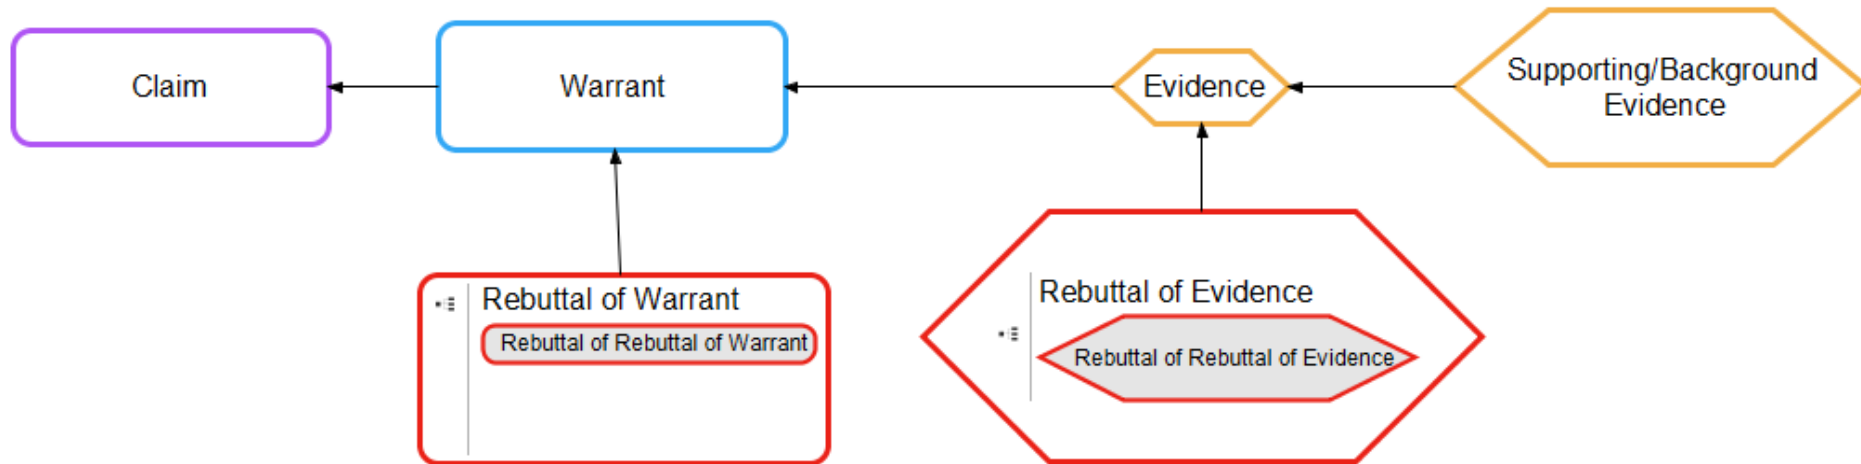 Claim
Warrant
Evidence
Supporting/Background
Evidence
Rebuttal of Warrant
Rebuttal of Rebuttal of Warrant
Rebuttal of Evidence
Rebuttal of Rebuttal of Evidence